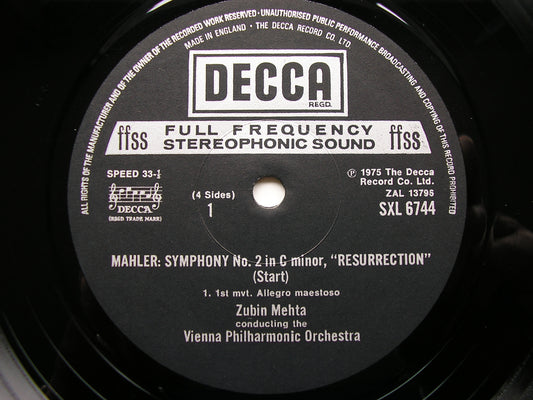 ALL RIGHTS OF THE MANUFACTURER AND OF THE OWNER OF THE RECORDED WORK RESERVED · UNAUTHORISED PUBLIC PERFORMANCE BROADCASTING AND COPYING OF THIS RECORD PROHIBITED
MADE IN ENGLAND · THE DECCA RECORD CO. LTD.
DECCA
REGD.
ffss FULL FREQUENCY STEREOPHONIC SOUND ffss
SPEED 33-⅓
DECCA
(REGD TRADE MARK)
(4 Sides)
1
℗ 1975 The Decca
Record Co. Ltd.
ZAL 13795
SXL 6744
MAHLER: SYMPHONY No. 2 in C minor, "RESURRECTION"
(Start)
1. 1st mvt. Allegro maestoso
Zubin Mehta
conducting the
Vienna Philharmonic Orchestra